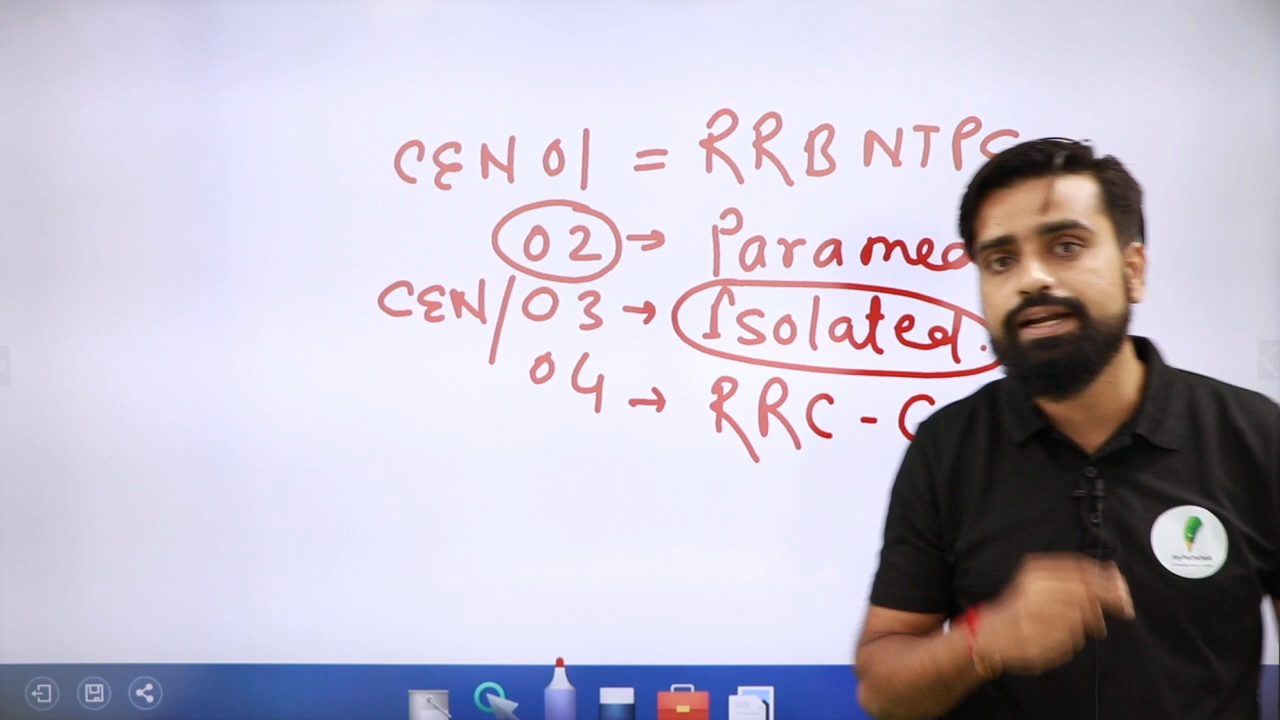 CEN 01 = RRB NTPC
02 → Paramed
CEN/03 → Isolated.
04 → RRC - C